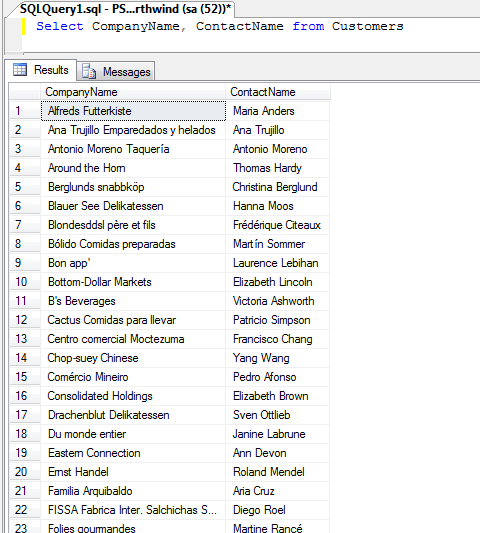 SQLQuery1.sql - PS...rthwind (sa (52))*
Select CompanyName, ContactName from Customers
Results Messages
CompanyName ContactName
1 Alfreds Futterkiste Maria Anders
2 Ana Trujillo Emparedados y helados Ana Trujillo
3 Antonio Moreno Taquería Antonio Moreno
4 Around the Horn Thomas Hardy
5 Berglunds snabbköp Christina Berglund
6 Blauer See Delikatessen Hanna Moos
7 Blondesddsl père et fils Frédérique Citeaux
8 Bólido Comidas preparadas Martín Sommer
9 Bon app' Laurence Lebihan
10 Bottom-Dollar Markets Elizabeth Lincoln
11 B's Beverages Victoria Ashworth
12 Cactus Comidas para llevar Patricio Simpson
13 Centro comercial Moctezuma Francisco Chang
14 Chop-suey Chinese Yang Wang
15 Comércio Mineiro Pedro Afonso
16 Consolidated Holdings Elizabeth Brown
17 Drachenblut Delikatessen Sven Ottlieb
18 Du monde entier Janine Labrune
19 Eastern Connection Ann Devon
20 Ernst Handel Roland Mendel
21 Familia Arquibaldo Aria Cruz
22 FISSA Fabrica Inter. Salchichas S... Diego Roel
23 Folies gourmandes Martine Rancé